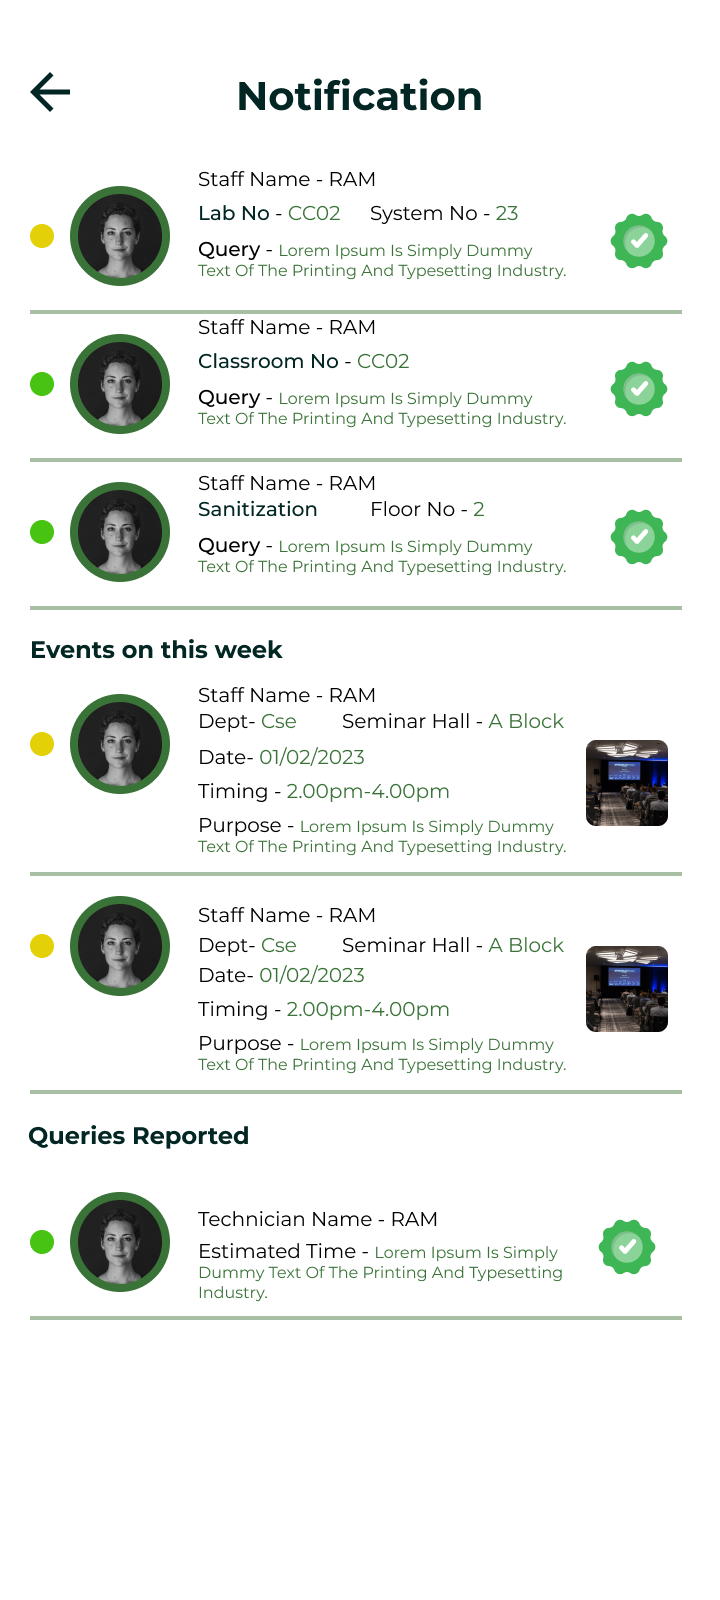 Notification
Staff Name - RAM
Lab No - CC02 System No - 23
Query - Lorem Ipsum Is Simply Dummy
Text Of The Printing And Typesetting Industry.
Staff Name - RAM
Classroom No - CC02
Query - Lorem Ipsum Is Simply Dummy
Text Of The Printing And Typesetting Industry.
Staff Name - RAM
Sanitization Floor No - 2
Query - Lorem Ipsum Is Simply Dummy
Text Of The Printing And Typesetting Industry.
Events on this week
Staff Name - RAM
Dept- Cse Seminar Hall - A Block
Date- 01/02/2023
Timing - 2.00pm-4.00pm
Purpose - Lorem Ipsum Is Simply Dummy
Text Of The Printing And Typesetting Industry.
Staff Name - RAM
Dept- Cse Seminar Hall - A Block
Date- 01/02/2023
Timing - 2.00pm-4.00pm
Purpose - Lorem Ipsum Is Simply Dummy
Text Of The Printing And Typesetting Industry.
Queries Reported
Technician Name - RAM
Estimated Time - Lorem Ipsum Is Simply
Dummy Text Of The Printing And Typesetting
Industry.